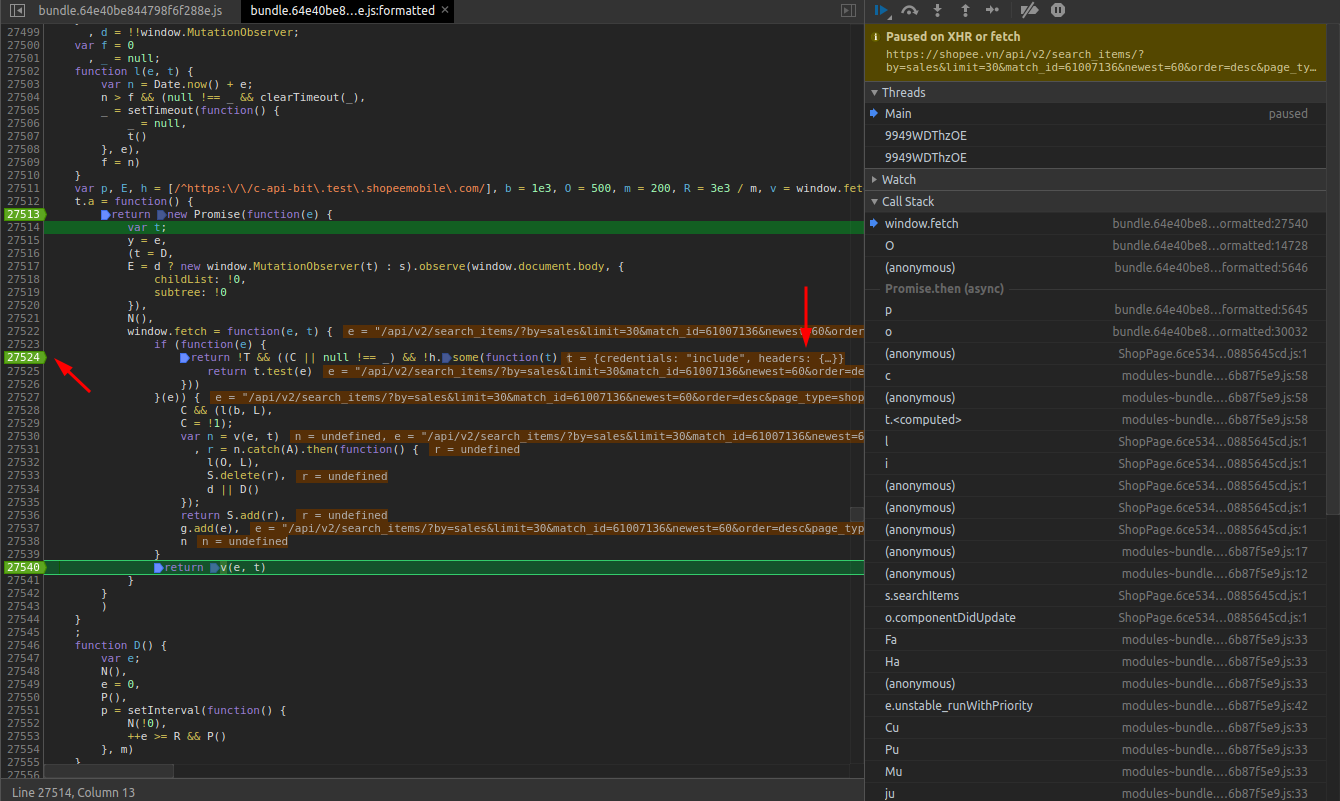 bundle.64e40be844798f6f288e.js
bundle.64e40be8…e.js:formatted ×
27499 , d = !!window.MutationObserver;
27500 var f = 0
27501 , _ = null;
27502 function l(e, t) {
27503 var n = Date.now() + e;
27504 n > f && (null !== _ && clearTimeout(_),
27505 _ = setTimeout(function() {
27506 _ = null,
27507 t()
27508 }, e),
27509 f = n)
27510 }
27511 var p, E, h = [/^https:\/\/c-api-bit\.test\.shopeemobile\.com/], b = 1e3, O = 500, m = 200, R = 3e3 / m, v = window.fet
27512 t.a = function() {
27513 return new Promise(function(e) {
27514 var t;
27515 y = e,
27516 (t = D,
27517 E = d ? new window.MutationObserver(t) : s).observe(window.document.body, {
27518 childList: !0,
27519 subtree: !0
27520 }),
27521 N(),
27522 window.fetch = function(e, t) { e = "/api/v2/search_items/?by=sales&limit=30&match_id=61007136&newest=60&order=
27523 if (function(e) {
27524 return !T && ((C || null !== _) && !h.some(function(t) t = {credentials: "include", headers: {…}}
27525 return t.test(e) e = "/api/v2/search_items/?by=sales&limit=30&match_id=61007136&newest=60&order=de
27526 }))
27527 }(e)) { e = "/api/v2/search_items/?by=sales&limit=30&match_id=61007136&newest=60&order=desc&page_type=shop
27528 C && (l(b, L),
27529 C = !1);
27530 var n = v(e, t) n = undefined, e = "/api/v2/search_items/?by=sales&limit=30&match_id=61007136&newest=6
27531 , r = n.catch(A).then(function() { r = undefined
27532 l(O, L),
27533 S.delete(r), r = undefined
27534 d || D()
27535 });
27536 return S.add(r), r = undefined
27537 g.add(e), e = "/api/v2/search_items/?by=sales&limit=30&match_id=61007136&newest=60&order=desc&page_typ
27538 n n = undefined
27539 }
27540 return v(e, t)
27541 }
27542 }
27543 )
27544 }
27545 ;
27546 function D() {
27547 var e;
27548 N(),
27549 e = 0,
27550 P(),
27551 p = setInterval(function() {
27552 N(!0),
27553 ++e >= R && P()
27554 }, m)
27555 }
27556
Line 27514, Column 13
Paused on XHR or fetch
https://shopee.vn/api/v2/search_items/?
by=sales&limit=30&match_id=61007136&newest=60&order=desc&page_ty…
Threads
Main paused
9949WDThzOE
9949WDThzOE
Watch
Call Stack
window.fetch bundle.64e40be8…ormatted:27540
O bundle.64e40be8…ormatted:14728
(anonymous) bundle.64e40be8…formatted:5646
Promise.then (async)
p bundle.64e40be8…formatted:5645
o bundle.64e40be8…ormatted:30032
(anonymous) ShopPage.6ce534…0885645cd.js:1
c modules~bundle.…6b87f5e9.js:58
(anonymous) modules~bundle.…6b87f5e9.js:58
t.<computed> modules~bundle.…6b87f5e9.js:58
l ShopPage.6ce534…0885645cd.js:1
i ShopPage.6ce534…0885645cd.js:1
(anonymous) ShopPage.6ce534…0885645cd.js:1
(anonymous) ShopPage.6ce534…0885645cd.js:1
(anonymous) ShopPage.6ce534…0885645cd.js:1
(anonymous) modules~bundle.…6b87f5e9.js:17
(anonymous) modules~bundle.…6b87f5e9.js:12
s.searchItems ShopPage.6ce534…0885645cd.js:1
o.componentDidUpdate ShopPage.6ce534…0885645cd.js:1
Fa modules~bundle.…6b87f5e9.js:33
Ha modules~bundle.…6b87f5e9.js:33
(anonymous) modules~bundle.…6b87f5e9.js:33
e.unstable_runWithPriority modules~bundle.…6b87f5e9.js:42
Cu modules~bundle.…6b87f5e9.js:33
Pu modules~bundle.…6b87f5e9.js:33
Mu modules~bundle.…6b87f5e9.js:33
ju modules~bundle.…6b87f5e9.js:33